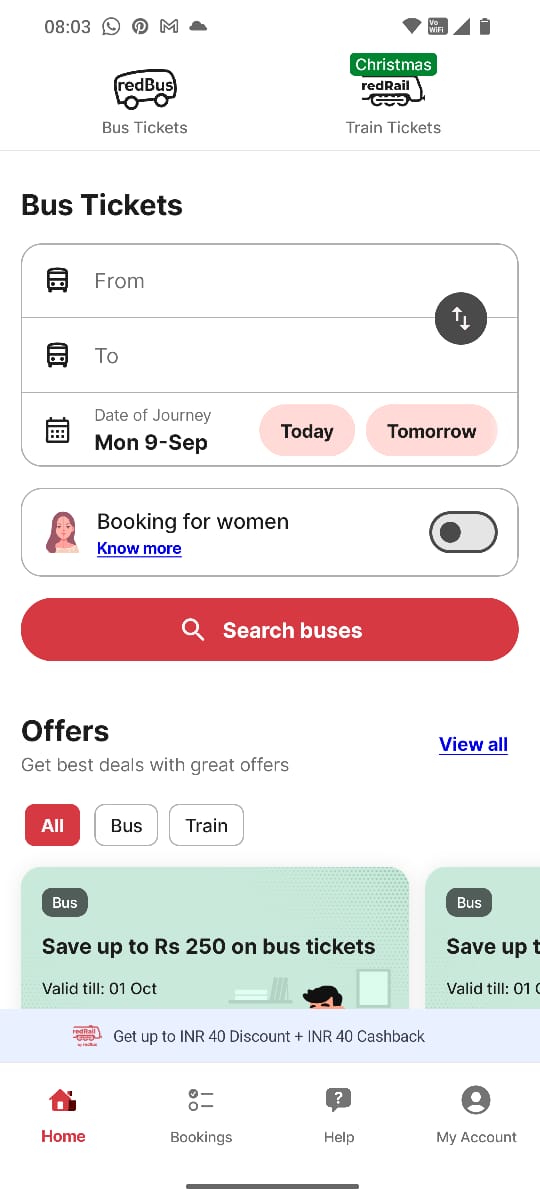 08:03
Vo
WiFi
redBus
Bus Tickets
Christmas
redRail
Train Tickets
Bus Tickets
From
To
Date of Journey
Mon 9-Sep
Today
Tomorrow
Booking for women
Know more
Search buses
Offers
View all
Get best deals with great offers
All
Bus
Train
Bus
Save up to Rs 250 on bus tickets
Valid till: 01 Oct
Bus
Save up t
Valid till: 01 O
redRail
by redBus
Get up to INR 40 Discount + INR 40 Cashback
Home
Bookings
Help
My Account